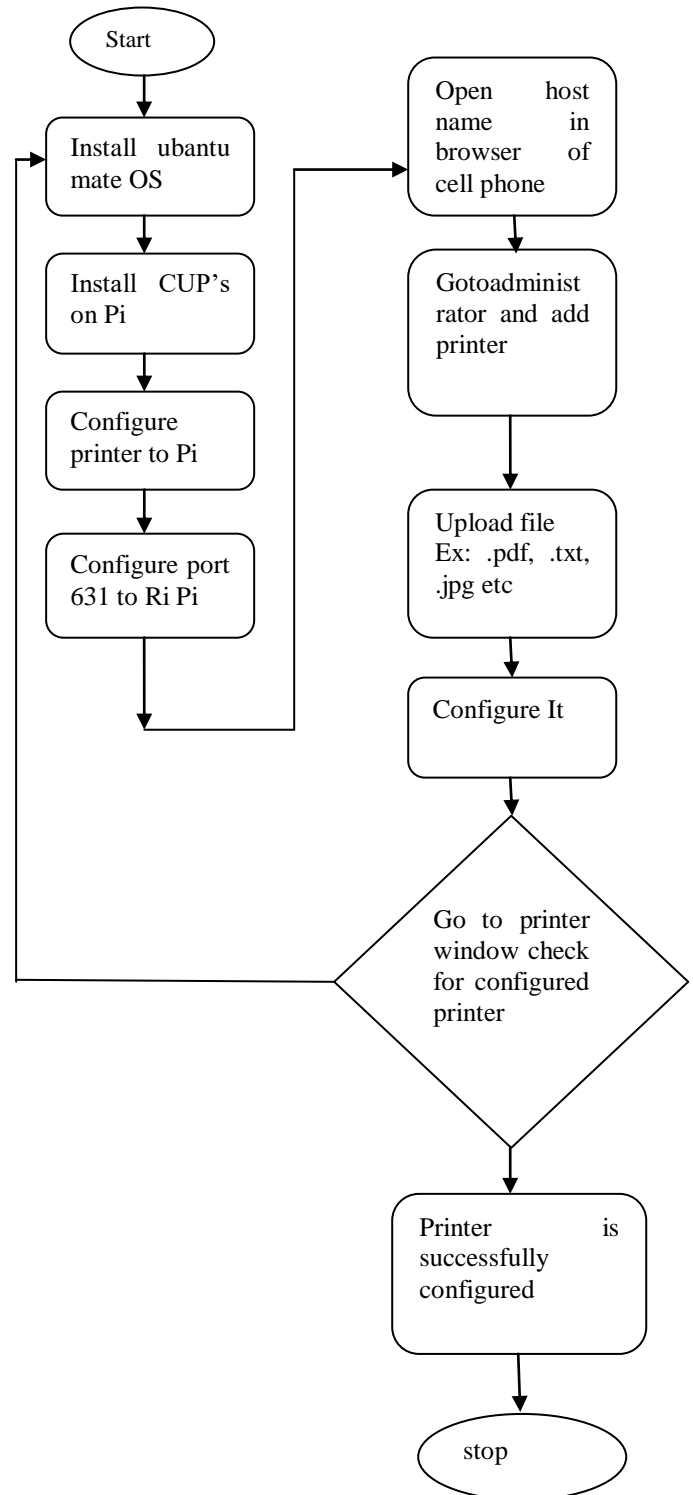 Start
Install ubantu
mate OS
Install CUP’s
on Pi
Configure
printer to Pi
Configure port
631 to Ri Pi
Open host
name in
browser of
cell phone
Gotoadminist
rator and add
printer
Upload file
Ex: .pdf, .txt,
.jpg etc
Configure It
Go to printer
window check
for configured
printer
Printer is
successfully
configured
stop